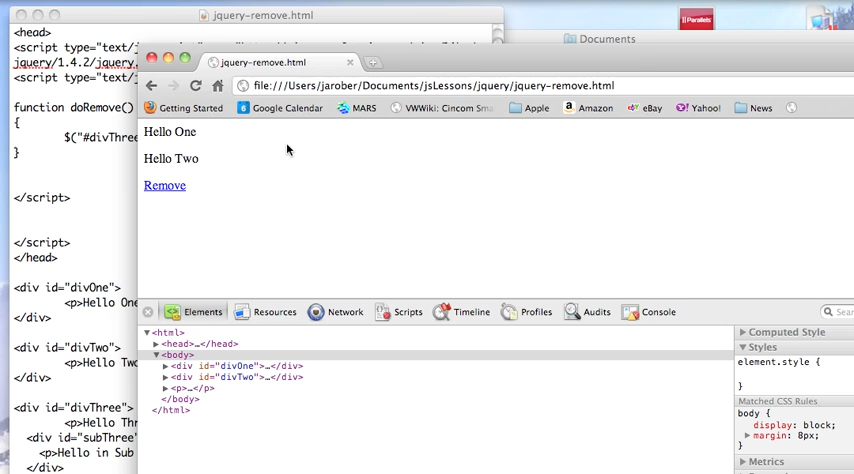 jquery-remove.html
<head>
<script type="text/
jquery/1.4.2/jquery.
<script type="text/
function doRemove()
{
$("#divThree
}
</script>
</script>
</head>
<div id="divOne">
<p>Hello One
</div>
<div id="divTwo">
<p>Hello Two
</div>
<div id="divThree">
<p>Hello Thr
<div id="subThree"
<p>Hello in Sub
</div>
|| Parallels
Documents
jquery-remove.html
file:///Users/jarober/Documents/jsLessons/jquery/jquery-remove.html
Getting Started 6 Google Calendar MARS VWWiki: Cincom Sma Apple a Amazon eBay Yahoo! News
Hello One
Hello Two
Remove
Elements Resources Network Scripts Timeline Profiles Audits Console Sear
<html>
<head>…</head>
<body>
<div id="divOne">…</div>
<div id="divTwo">…</div>
<p>…</p>
</body>
</html>
Computed Style
Styles
element.style {
}
Matched CSS Rules
body {
display: block;
margin: 8px;
}
Metrics